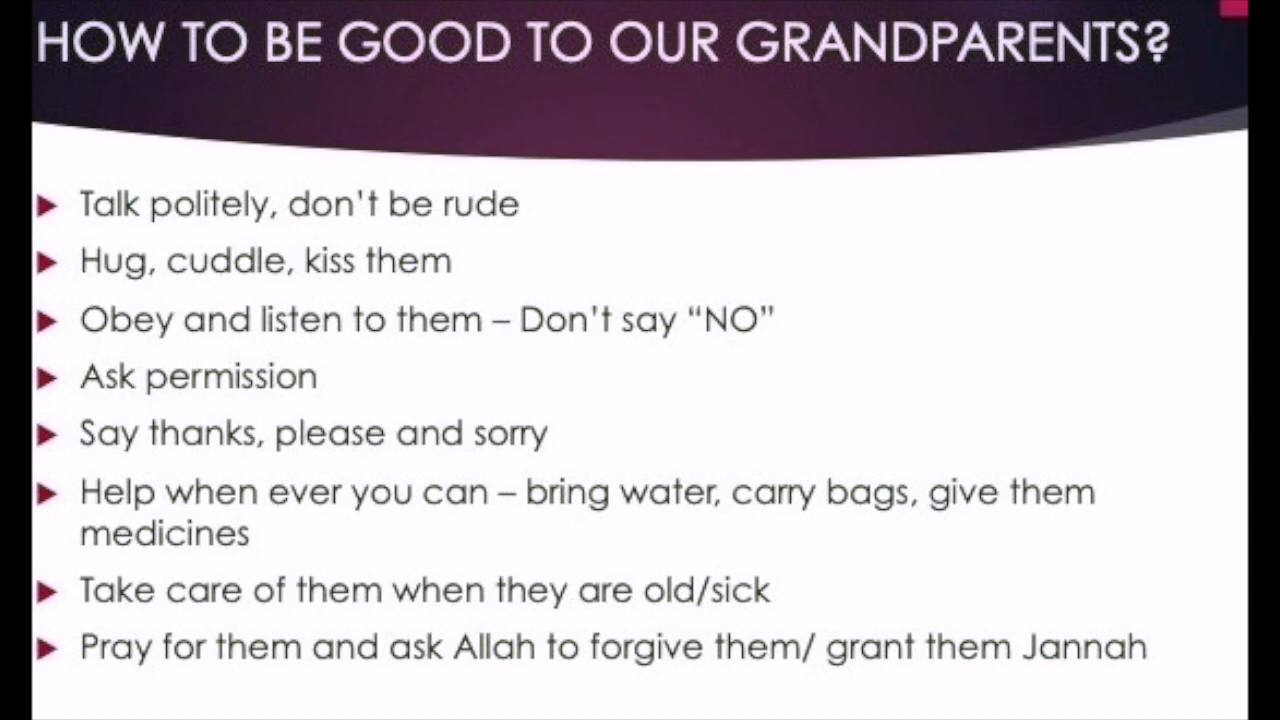 HOW TO BE GOOD TO OUR GRANDPARENTS?
Talk politely, don't be rude
Hug, cuddle, kiss them
Obey and listen to them – Don't say “NO”
Ask permission
Say thanks, please and sorry
Help when ever you can – bring water, carry bags, give them
medicines
Take care of them when they are old/sick
Pray for them and ask Allah to forgive them/ grant them Jannah